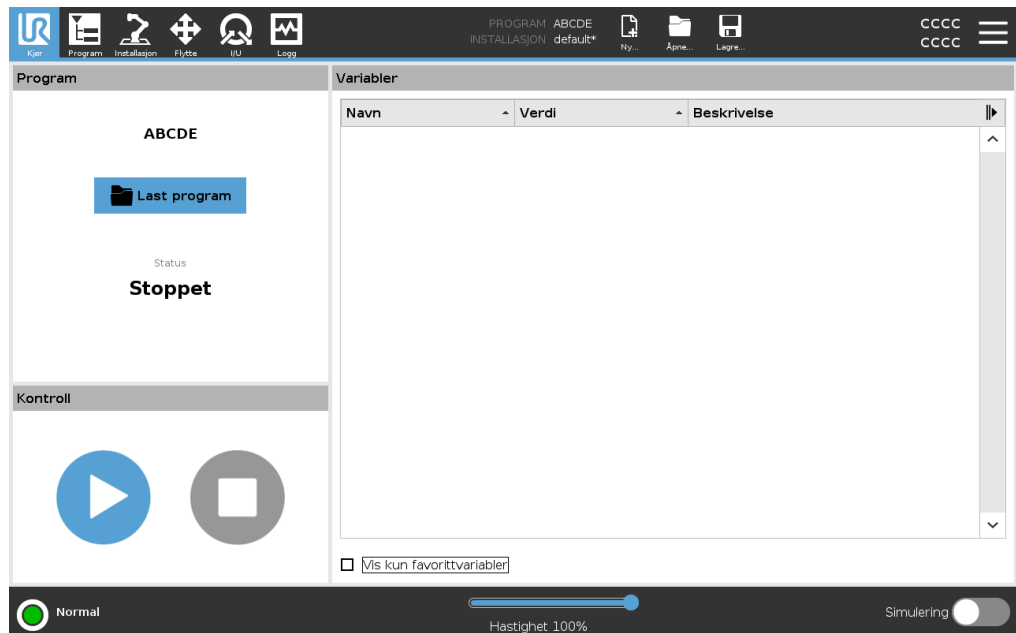 PROGRAM ABCDE
INSTALLASJON default*
CCCC
CCCC
Kjør Program Installasjon Flytte I/U Logg Ny... Åpne... Lagre...
Program
Variabler
Navn Verdi Beskrivelse
ABCDE
Last program
Status
Stoppet
Kontroll
Vis kun favorittvariabler
Normal
Hastighet 100%
Simulering